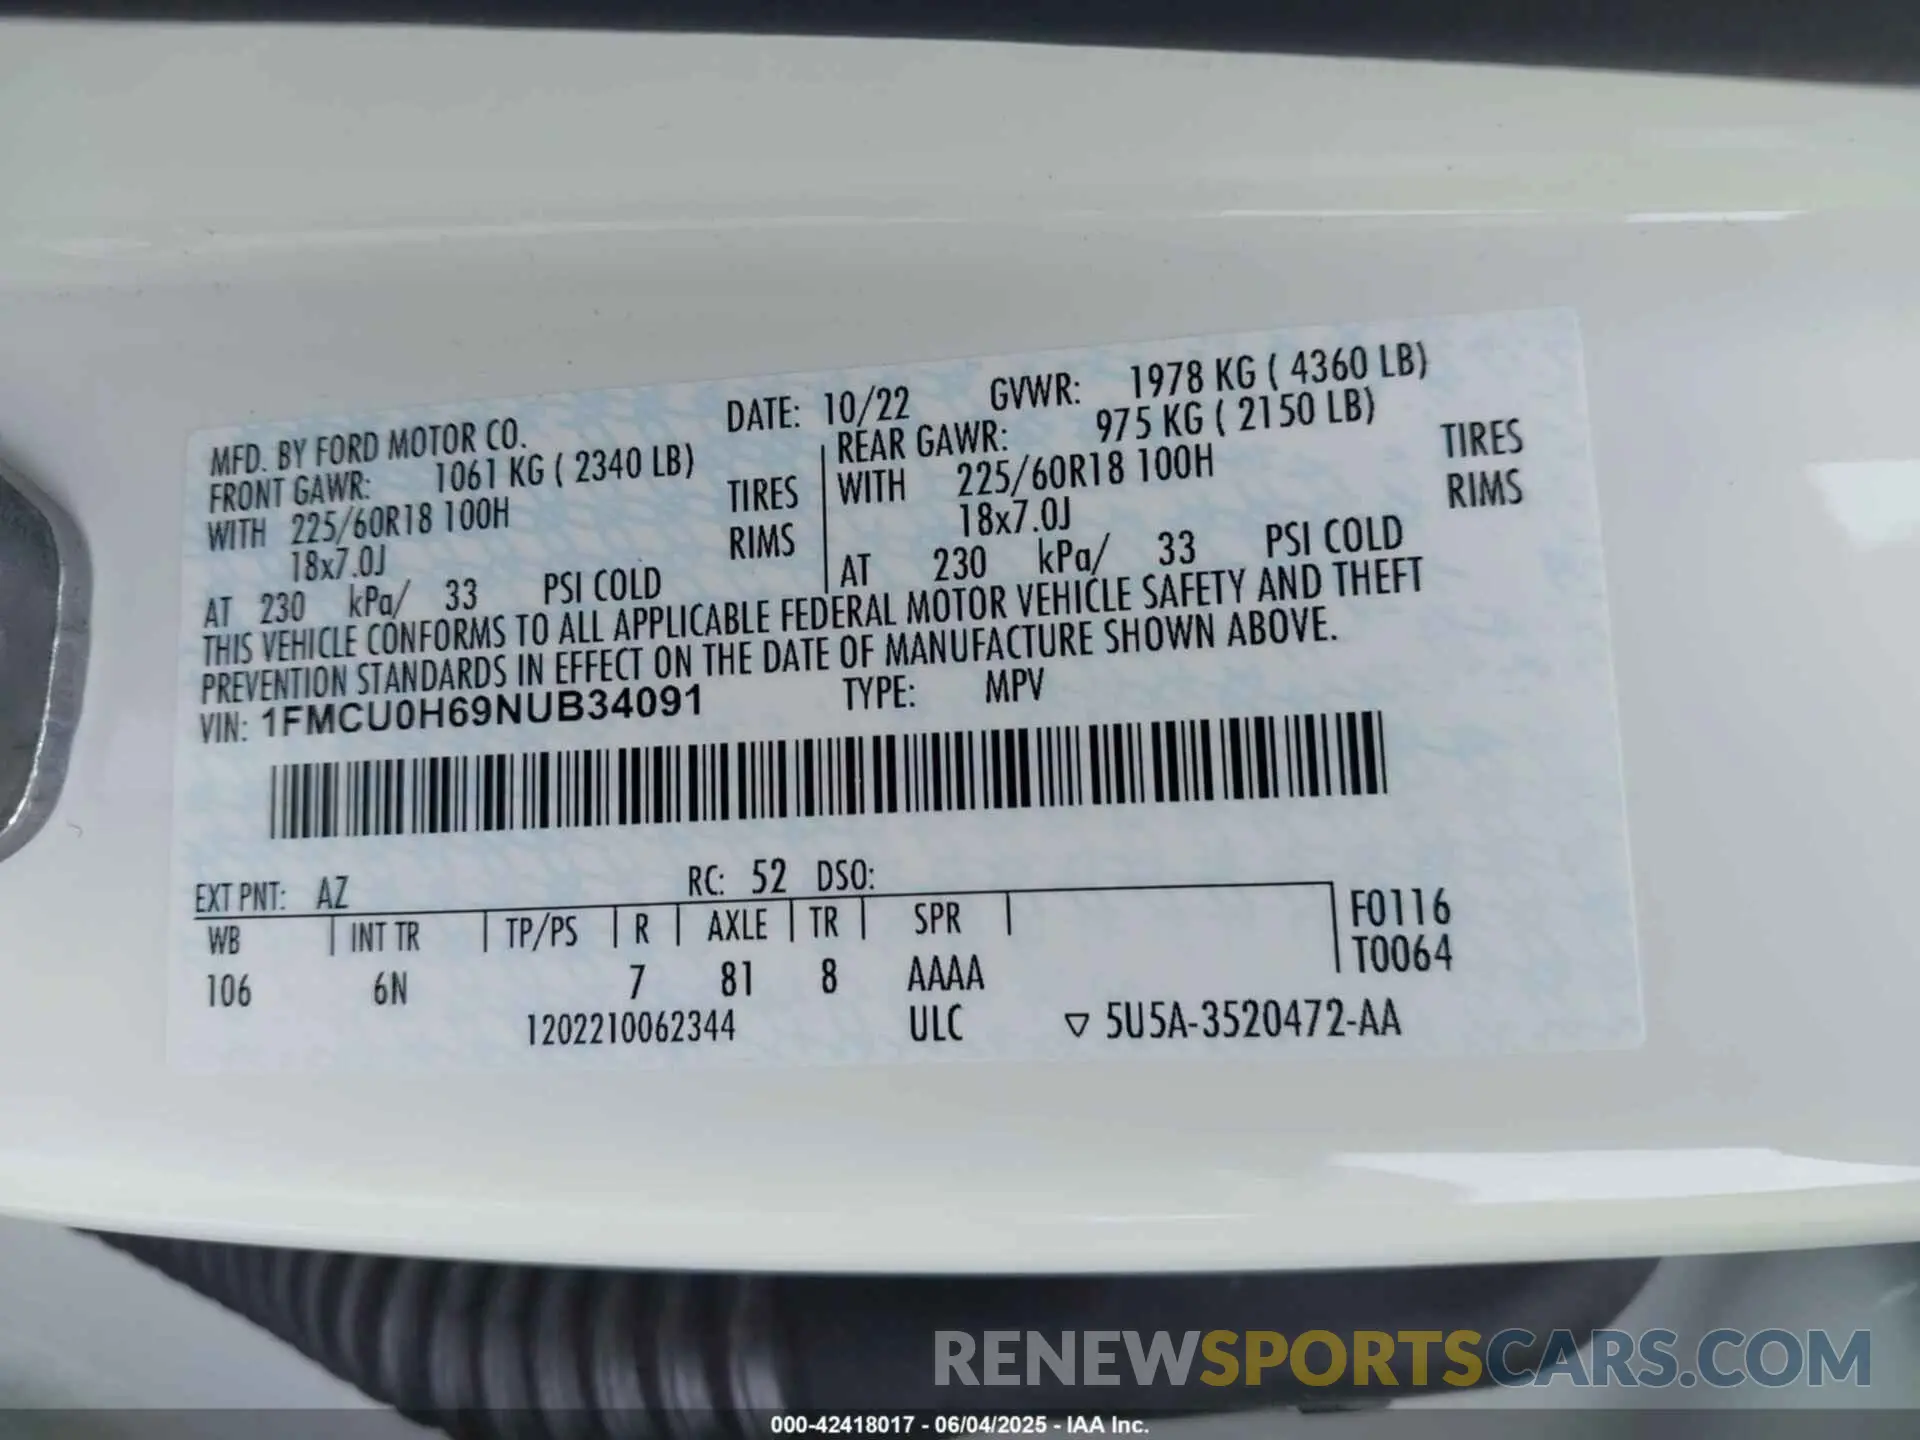 MFD. BY FORD MOTOR CO. DATE: 10/22 GVWR: 1978 KG ( 4360 LB)
FRONT GAWR: 1061 KG ( 2340 LB) REAR GAWR: 975 KG ( 2150 LB)
WITH 225/60R18 100H TIRES WITH 225/60R18 100H TIRES
18x7.0J RIMS 18x7.0J RIMS
AT 230 kPa/ 33 PSI COLD AT 230 kPa/ 33 PSI COLD
THIS VEHICLE CONFORMS TO ALL APPLICABLE FEDERAL MOTOR VEHICLE SAFETY AND THEFT
PREVENTION STANDARDS IN EFFECT ON THE DATE OF MANUFACTURE SHOWN ABOVE.
VIN: 1FMCU0H69NUB34091 TYPE: MPV
EXT PNT: AZ RC: 52 DSO:
WB INT TR TP/PS R AXLE TR SPR F0116
T0064
106 6N 7 81 8 AAAA
1202210062344 ULC ▽ 5U5A-3520472-AA
RENEWSPORTSCARS.COM
000-42418017 - 06/04/2025 - IAA Inc.